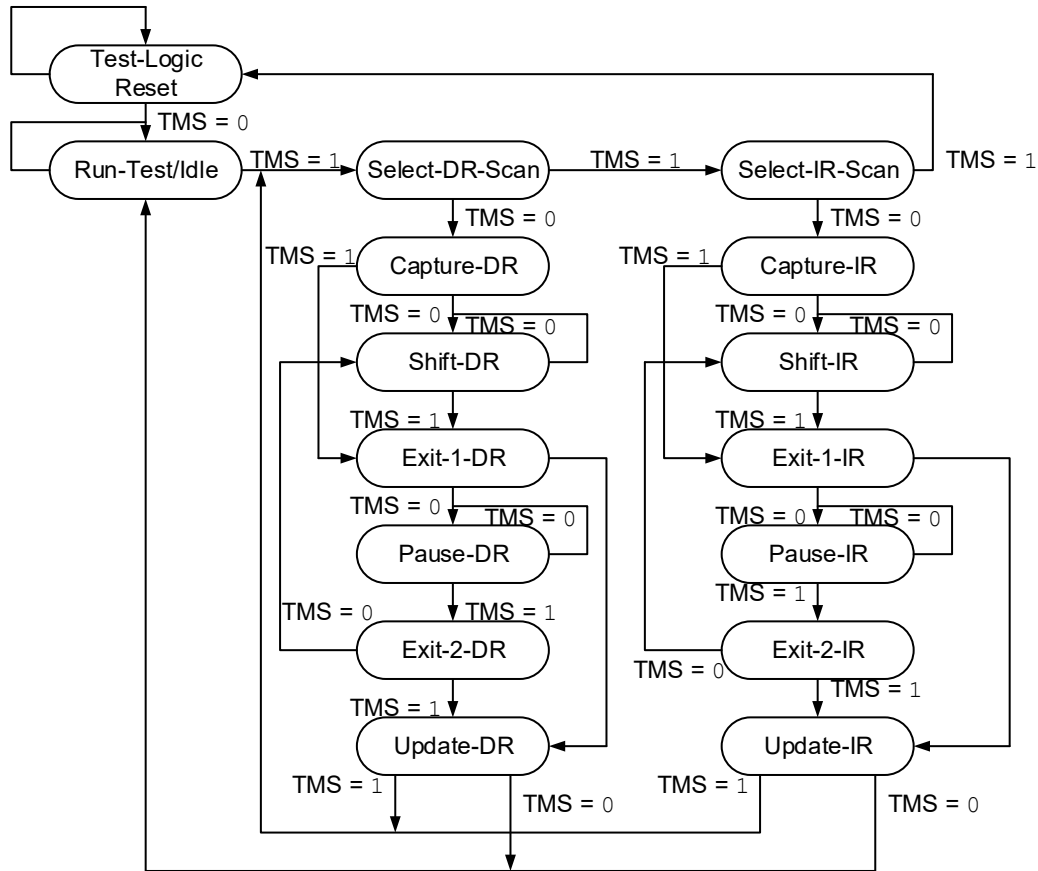 Test-Logic
Reset
TMS = 0
Run-Test/Idle
TMS = 1
Select-DR-Scan
TMS = 1
Select-IR-Scan
TMS = 1
TMS = 0
TMS = 0
TMS = 1
Capture-DR
TMS = 1
Capture-IR
TMS = 0
TMS = 0
TMS = 0
TMS = 0
Shift-DR
Shift-IR
TMS = 1
TMS = 1
Exit-1-DR
Exit-1-IR
TMS = 0
TMS = 0
TMS = 0
TMS = 0
Pause-DR
Pause-IR
TMS = 0
TMS = 1
TMS = 1
Exit-2-DR
Exit-2-IR
TMS = 0
TMS = 1
TMS = 1
Update-DR
Update-IR
TMS = 1
TMS = 0
TMS = 1
TMS = 0